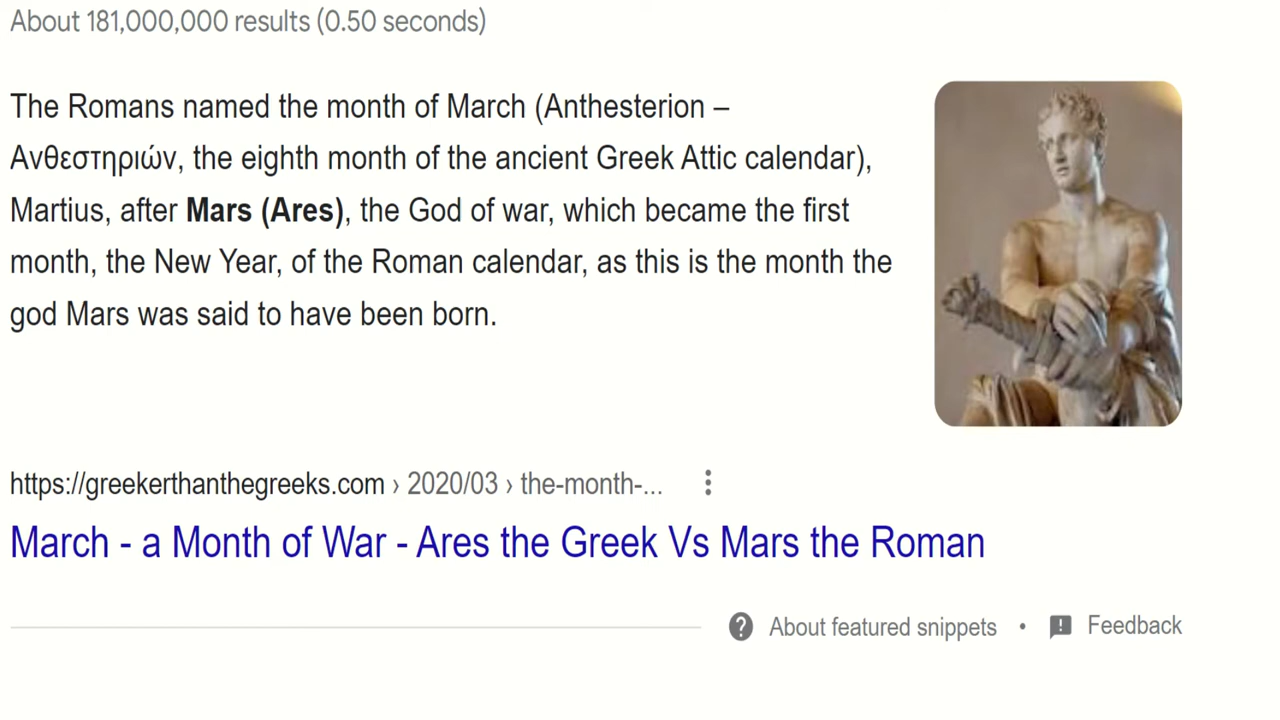 About 181,000,000 results (0.50 seconds)
The Romans named the month of March (Anthesterion –
Ανθεστηριών, the eighth month of the ancient Greek Attic calendar),
Martius, after Mars (Ares), the God of war, which became the first
month, the New Year, of the Roman calendar, as this is the month the
god Mars was said to have been born.
https://greekerthanthegreeks.com › 2020/03 › the-month-...
March - a Month of War - Ares the Greek Vs Mars the Roman
About featured snippets • Feedback